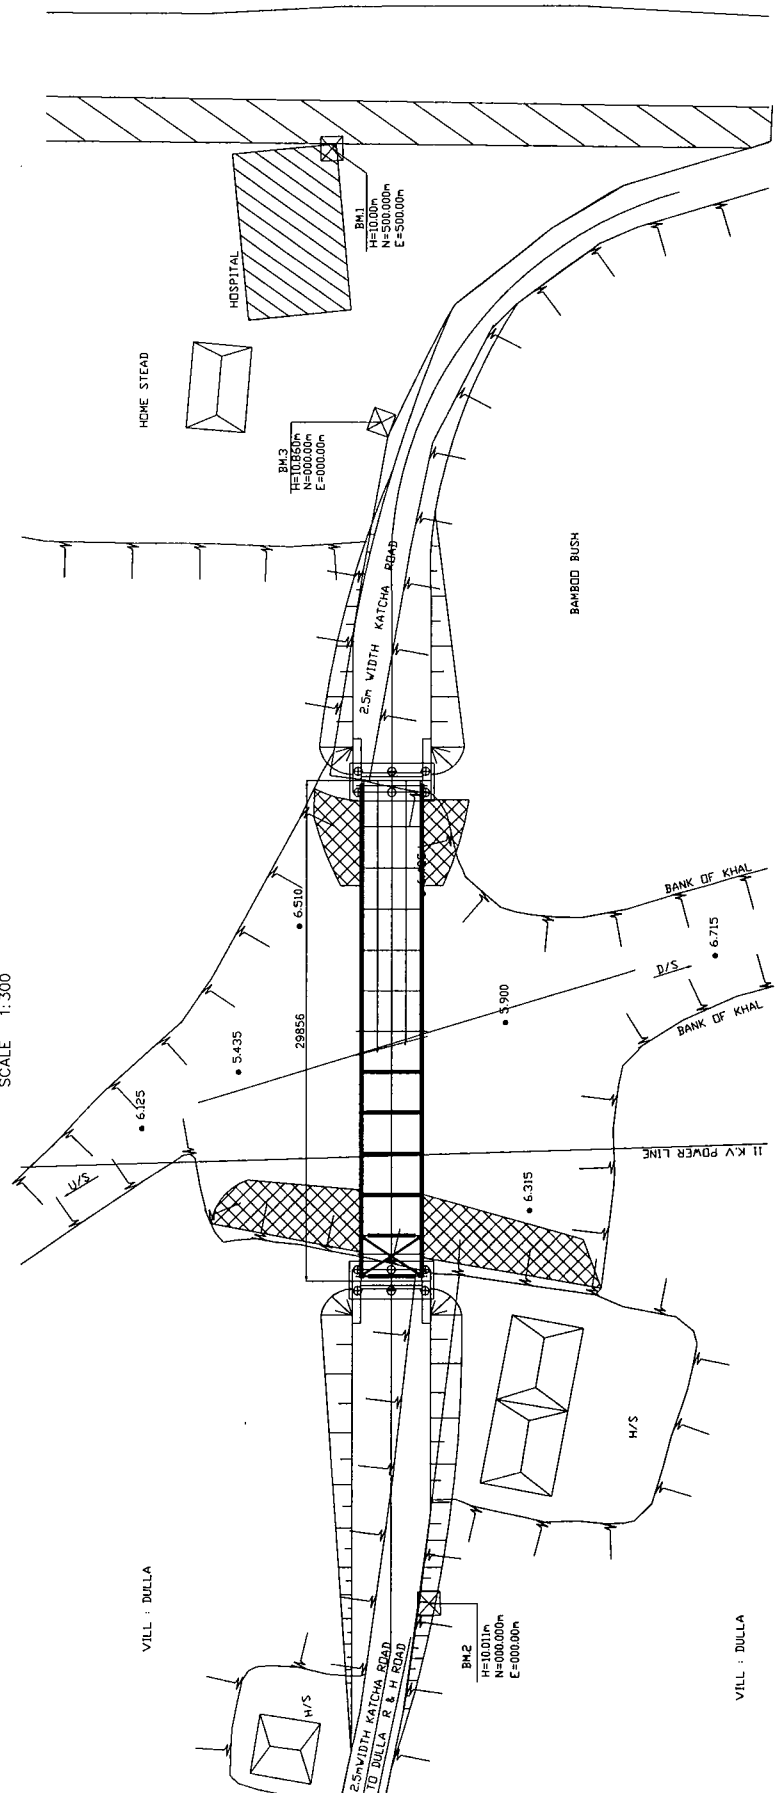 SCALE 1:300
HOSPITAL
BM.1
H=10.00m
N=500.000m
E=500.00m
HOME STEAD
BM.3
H=10.860m
N=000.00m
E=000.00m
2.5m WIDTH KATCHA ROAD
BAMBOO BUSH
6.510
29856
5.435
6.125
U/S
BANK OF KHAL
6.715
D/S
5.900
BANK OF KHAL
11 K.V POWER LINE
6.315
H/S
VILL : DULLA
BM.2
H=10.011m
N=000.000m
E=000.00m
H/S
2.5m WIDTH KATCHA ROAD
TO DULLA R & H ROAD
VILL : DULLA